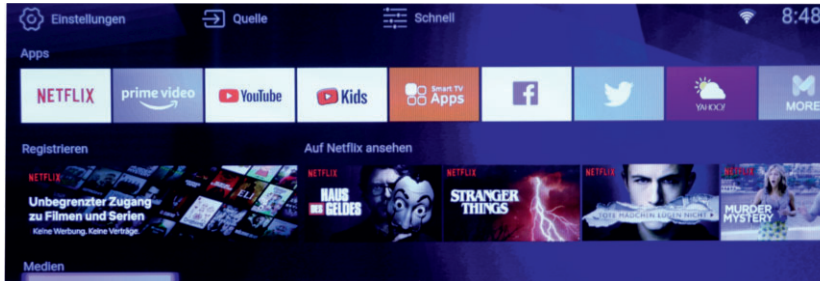 Einstellungen
Quelle
Schnell
8:48
Apps
NETFLIX
prime video
YouTube
Kids
Smart TV
Apps
YAHOO!
MORE
Registrieren
Auf Netflix ansehen
NETFLIX
Unbegrenzter Zugang
zu Filmen und Serien
Keine Werbung. Keine Verträge.
NETFLIX
HAUS
DES GELDES
NETFLIX
STRANGER
THINGS
NETFLIX
TOTE MÄDCHEN LÜGEN NICHT
NETFLIX
MURDER
MYSTERY
Medien